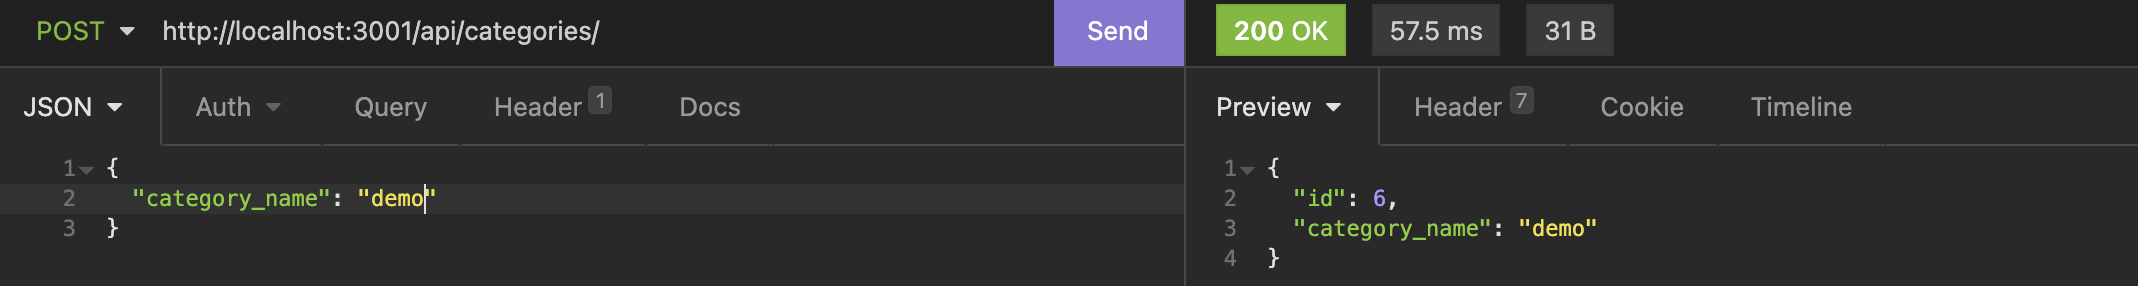 POST http://localhost:3001/api/categories/ Send
200 OK 57.5 ms 31 B
JSON Auth Query Header 1 Docs
1 {
2 "category_name": "demo"
3 }
Preview Header 7 Cookie Timeline
1 {
2 "id": 6,
3 "category_name": "demo"
4 }